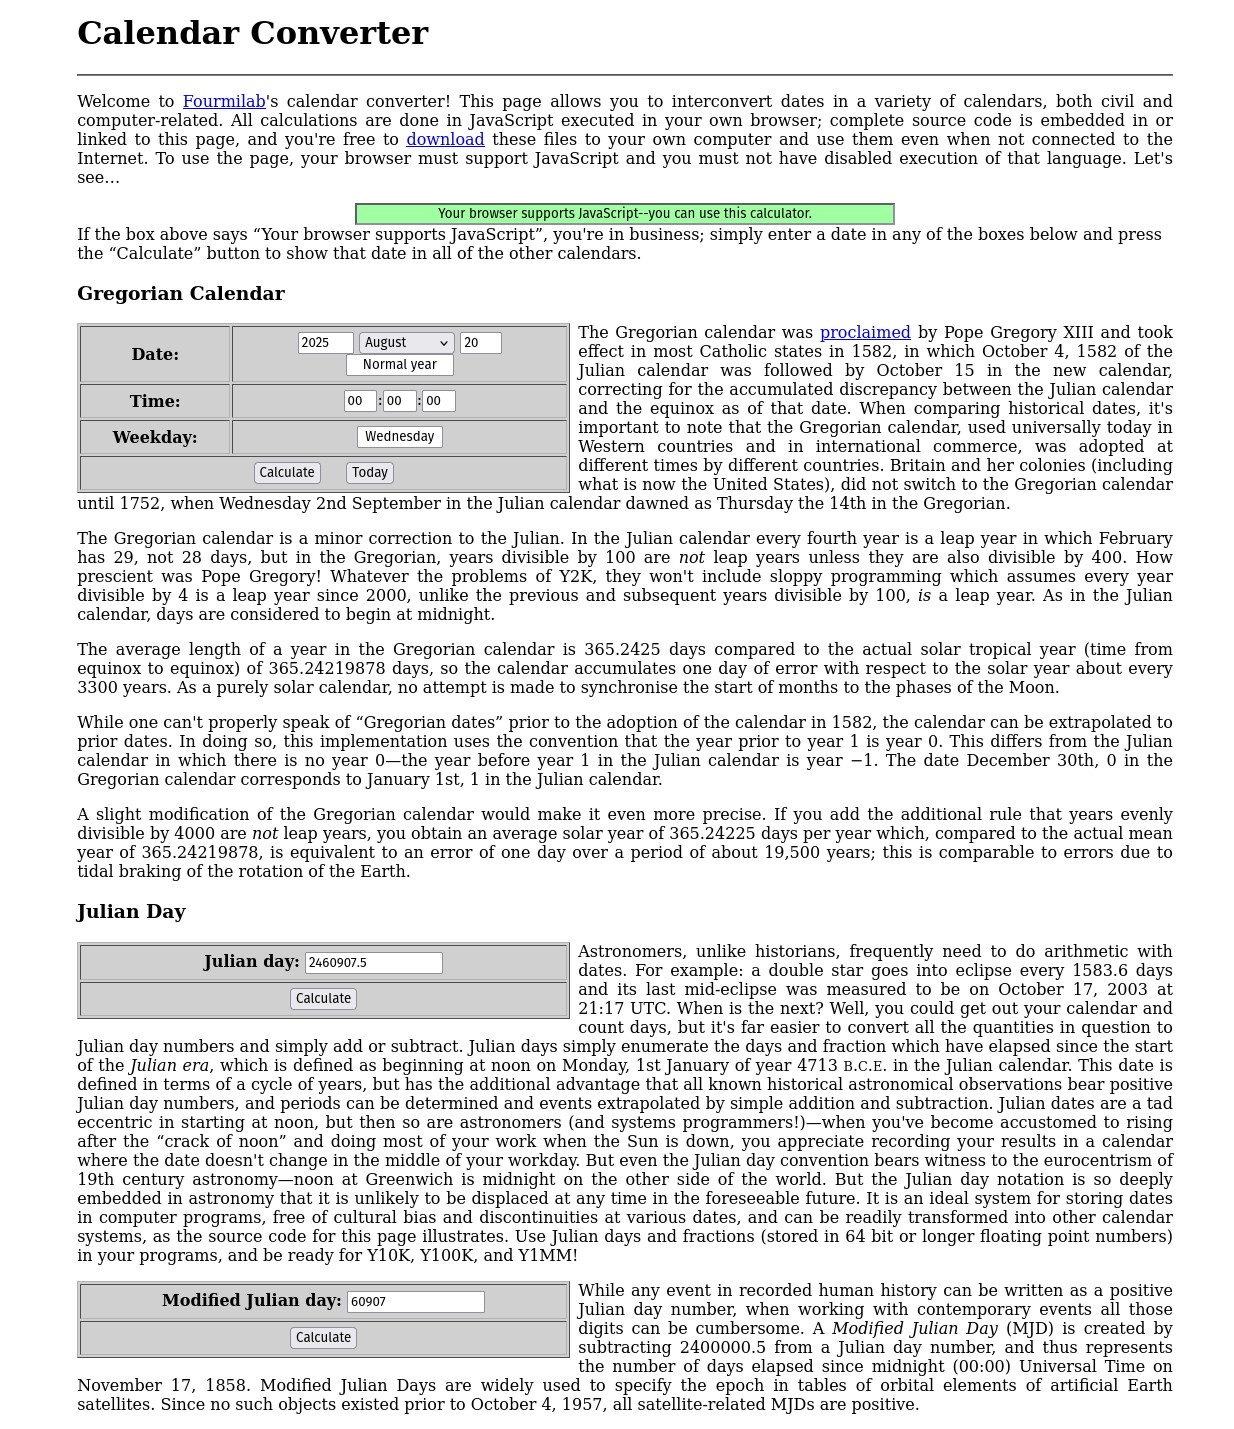 Calendar Converter
Welcome to Fourmilab's calendar converter! This page allows you to interconvert dates in a variety of calendars, both civil and
computer-related. All calculations are done in JavaScript executed in your own browser; complete source code is embedded in or
linked to this page, and you're free to download these files to your own computer and use them even when not connected to the
Internet. To use the page, your browser must support JavaScript and you must not have disabled execution of that language. Let's
see…
Your browser supports JavaScript--you can use this calculator.
If the box above says “Your browser supports JavaScript”, you're in business; simply enter a date in any of the boxes below and press
the “Calculate” button to show that date in all of the other calendars.
Gregorian Calendar
Date: 2025 August 20
Normal year
Time: 00 : 00 : 00
Weekday: Wednesday
Calculate Today
The Gregorian calendar was proclaimed by Pope Gregory XIII and took
effect in most Catholic states in 1582, in which October 4, 1582 of the
Julian calendar was followed by October 15 in the new calendar,
correcting for the accumulated discrepancy between the Julian calendar
and the equinox as of that date. When comparing historical dates, it's
important to note that the Gregorian calendar, used universally today in
Western countries and in international commerce, was adopted at
different times by different countries. Britain and her colonies (including
what is now the United States), did not switch to the Gregorian calendar
until 1752, when Wednesday 2nd September in the Julian calendar dawned as Thursday the 14th in the Gregorian.
The Gregorian calendar is a minor correction to the Julian. In the Julian calendar every fourth year is a leap year in which February
has 29, not 28 days, but in the Gregorian, years divisible by 100 are not leap years unless they are also divisible by 400. How
prescient was Pope Gregory! Whatever the problems of Y2K, they won't include sloppy programming which assumes every year
divisible by 4 is a leap year since 2000, unlike the previous and subsequent years divisible by 100, is a leap year. As in the Julian
calendar, days are considered to begin at midnight.
The average length of a year in the Gregorian calendar is 365.2425 days compared to the actual solar tropical year (time from
equinox to equinox) of 365.24219878 days, so the calendar accumulates one day of error with respect to the solar year about every
3300 years. As a purely solar calendar, no attempt is made to synchronise the start of months to the phases of the Moon.
While one can't properly speak of “Gregorian dates” prior to the adoption of the calendar in 1582, the calendar can be extrapolated to
prior dates. In doing so, this implementation uses the convention that the year prior to year 1 is year 0. This differs from the Julian
calendar in which there is no year 0—the year before year 1 in the Julian calendar is year −1. The date December 30th, 0 in the
Gregorian calendar corresponds to January 1st, 1 in the Julian calendar.
A slight modification of the Gregorian calendar would make it even more precise. If you add the additional rule that years evenly
divisible by 4000 are not leap years, you obtain an average solar year of 365.24225 days per year which, compared to the actual mean
year of 365.24219878, is equivalent to an error of one day over a period of about 19,500 years; this is comparable to errors due to
tidal braking of the rotation of the Earth.
Julian Day
Julian day: 2460907.5
Calculate
Astronomers, unlike historians, frequently need to do arithmetic with
dates. For example: a double star goes into eclipse every 1583.6 days
and its last mid-eclipse was measured to be on October 17, 2003 at
21:17 UTC. When is the next? Well, you could get out your calendar and
count days, but it's far easier to convert all the quantities in question to
Julian day numbers and simply add or subtract. Julian days simply enumerate the days and fraction which have elapsed since the start
of the Julian era, which is defined as beginning at noon on Monday, 1st January of year 4713 B.C.E. in the Julian calendar. This date is
defined in terms of a cycle of years, but has the additional advantage that all known historical astronomical observations bear positive
Julian day numbers, and periods can be determined and events extrapolated by simple addition and subtraction. Julian dates are a tad
eccentric in starting at noon, but then so are astronomers (and systems programmers!)—when you've become accustomed to rising
after the “crack of noon” and doing most of your work when the Sun is down, you appreciate recording your results in a calendar
where the date doesn't change in the middle of your workday. But even the Julian day convention bears witness to the eurocentrism of
19th century astronomy—noon at Greenwich is midnight on the other side of the world. But the Julian day notation is so deeply
embedded in astronomy that it is unlikely to be displaced at any time in the foreseeable future. It is an ideal system for storing dates
in computer programs, free of cultural bias and discontinuities at various dates, and can be readily transformed into other calendar
systems, as the source code for this page illustrates. Use Julian days and fractions (stored in 64 bit or longer floating point numbers)
in your programs, and be ready for Y10K, Y100K, and Y1MM!
Modified Julian day: 60907
Calculate
While any event in recorded human history can be written as a positive
Julian day number, when working with contemporary events all those
digits can be cumbersome. A Modified Julian Day (MJD) is created by
subtracting 2400000.5 from a Julian day number, and thus represents
the number of days elapsed since midnight (00:00) Universal Time on
November 17, 1858. Modified Julian Days are widely used to specify the epoch in tables of orbital elements of artificial Earth
satellites. Since no such objects existed prior to October 4, 1957, all satellite-related MJDs are positive.